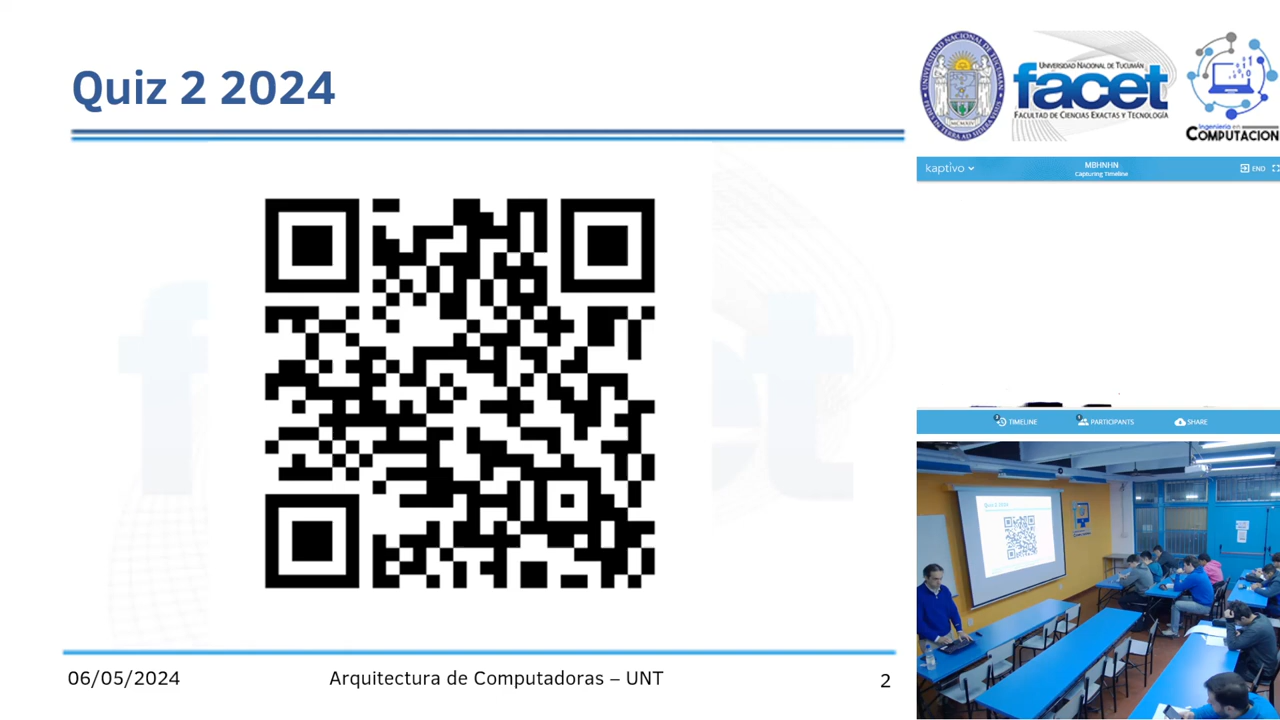 Quiz 2 2024
06/05/2024
Arquitectura de Computadoras – UNT
2
UNIVERSIDAD NACIONAL DE TUCUMÁN
facet
FACULTAD DE CIENCIAS EXACTAS Y TECNOLOGÍA
Ingeniería en
COMPUTACION
kaptivo
MBHNHN
Capturing Timeline
END
TIMELINE
PARTICIPANTS
SHARE
Quiz 2 2024